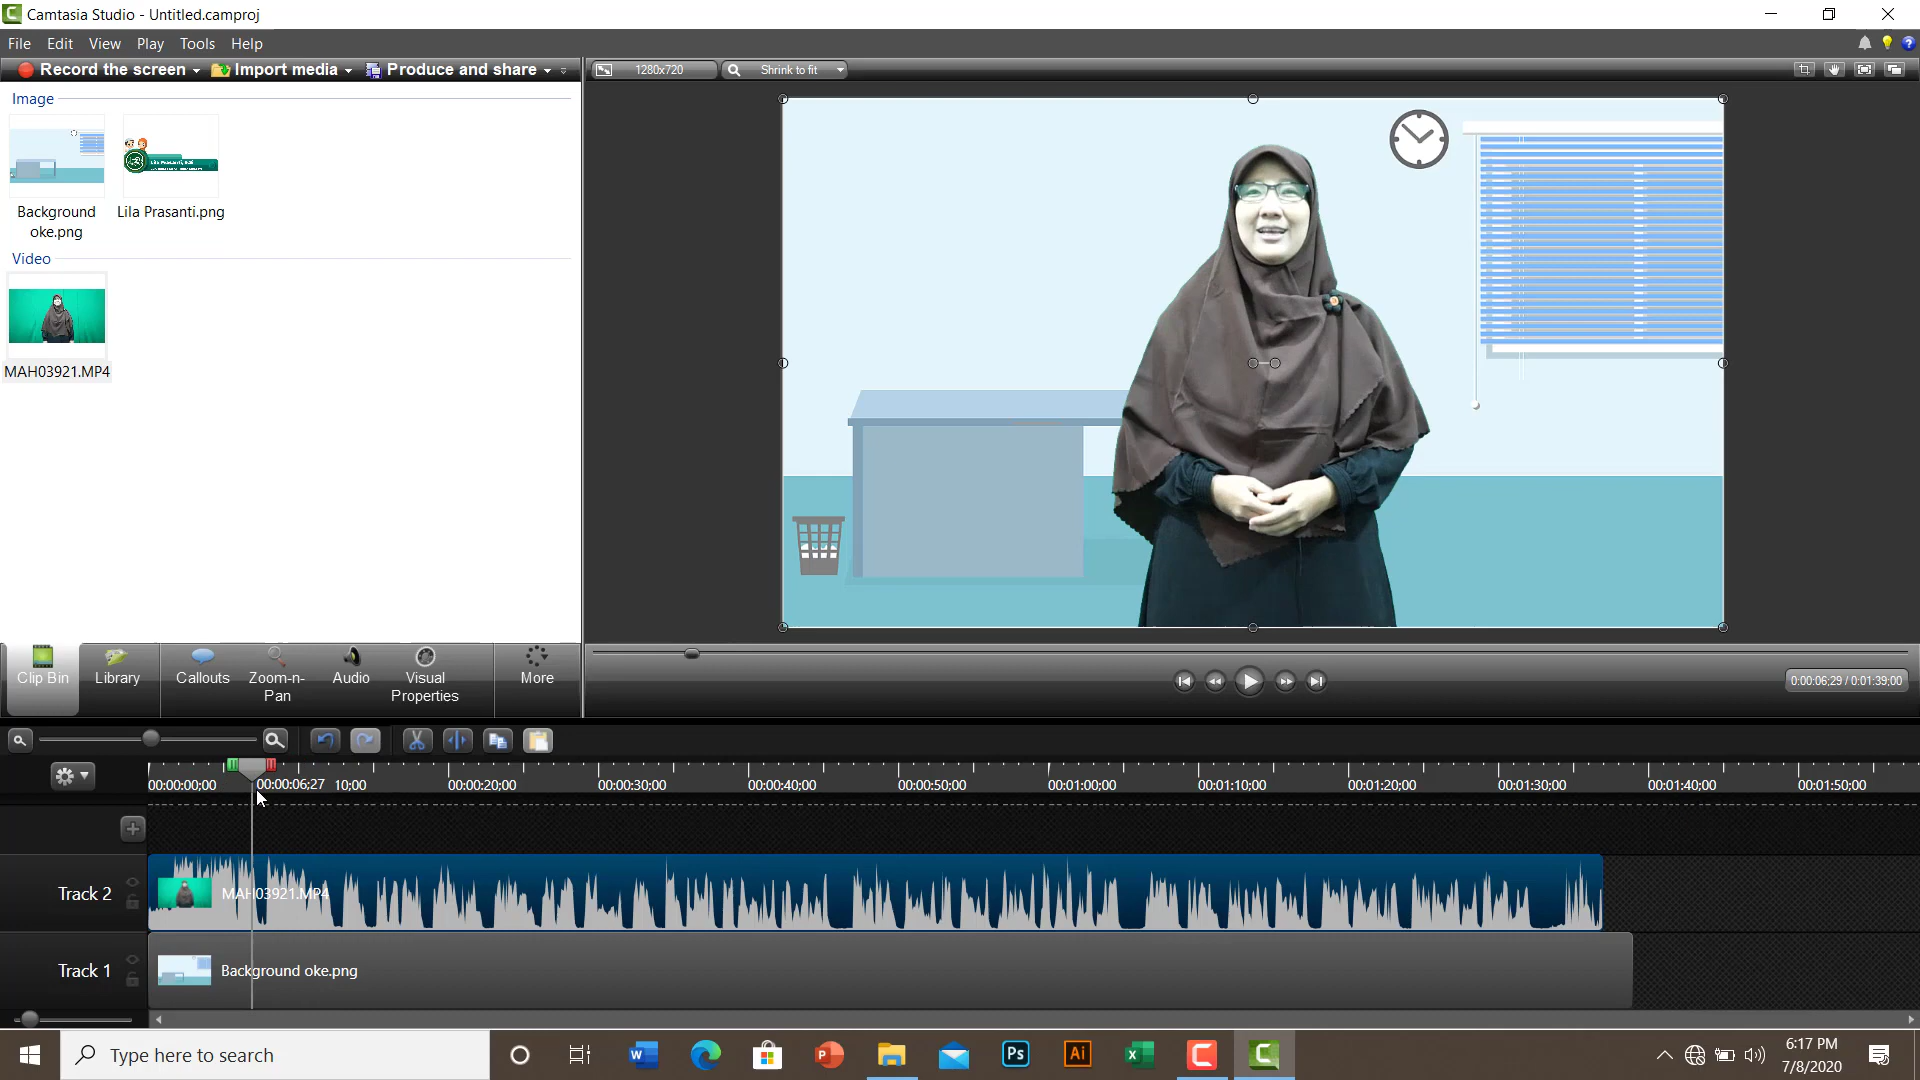 Camtasia Studio - Untitled.camproj
File Edit View Play Tools Help
Record the screen Import media Produce and share
1280x720 Shrink to fit
Image
Background oke.png
Lila Prasanti.png
Video
MAH03921.MP4
Clip Bin
Library
Callouts
Zoom-n-Pan
Audio
Visual Properties
More
0:00:06;29 / 0:01:39;00
00:00:00;00 00:00:06;27 10;00 00:00:20;00 00:00:30;00 00:00:40;00 00:00:50;00 00:01:00;00 00:01:10;00 00:01:20;00 00:01:30;00 00:01:40;00 00:01:50;00
Track 2 MAH03921.MP4
Track 1 Background oke.png
Type here to search
6:17 PM
7/8/2020